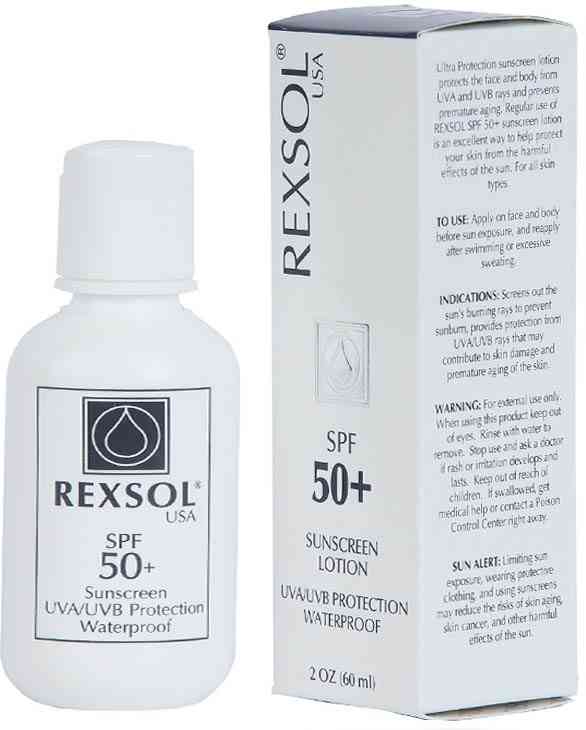 REXSOL®
USA
SPF
50+
Sunscreen
UVA/UVB Protection
Waterproof
REXSOL®
USA
SPF
50+
SUNSCREEN
LOTION
UVA/UVB PROTECTION
WATERPROOF
2 OZ (60 ml)
Ultra Protection sunscreen lotion
protects the face and body from
UVA and UVB rays and prevents
premature aging. Regular use of
REXSOL SPF 50+ sunscreen lotion
is an excellent way to help protect
your skin from the harmful
effects of the sun. For all skin
types.
TO USE: Apply on face and body
before sun exposure, and reapply
after swimming or excessive
sweating.
INDICATIONS: Screens out the
sun's burning rays to prevent
sunburn, provides protection from
UVA/UVB rays that may
contribute to skin damage and
premature aging of the skin.
WARNING: For external use only.
When using this product keep out
of eyes. Rinse with water to
remove. Stop use and ask a doctor
if rash or irritation develops and
lasts. Keep out of reach of
children. If swallowed, get
medical help or contact a Poison
Control Center right away.
SUN ALERT: Limiting sun
exposure, wearing protective
clothing, and using sunscreens
may reduce the risks of skin aging,
skin cancer, and other harmful
effects of the sun.